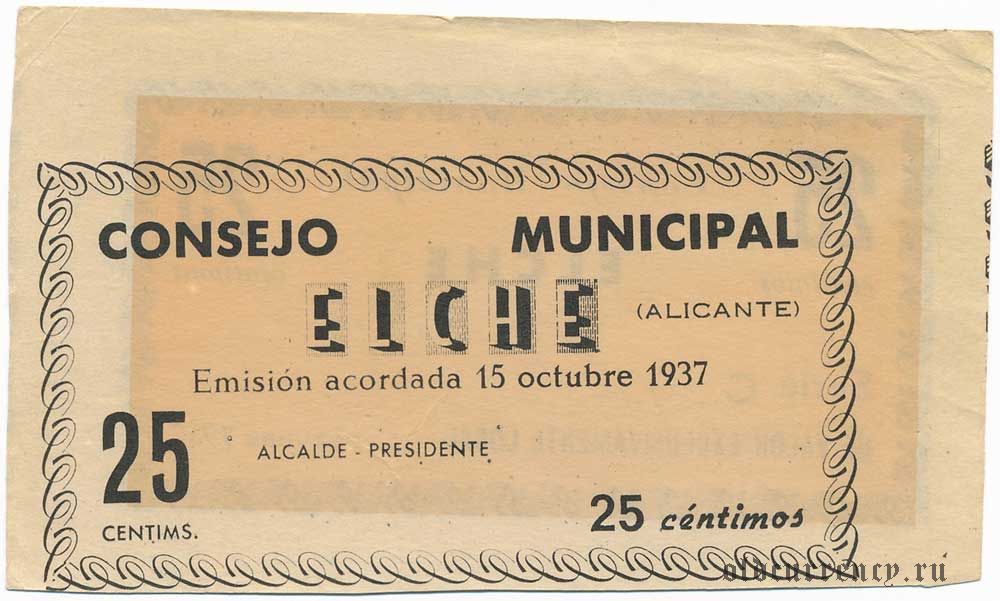 CONSEJO MUNICIPAL
ELCHE (ALICANTE)
Emisión acordada 15 octubre 1937
25 ALCALDE - PRESIDENTE
CENTIMS. 25 céntimos
oldcurrency.ru